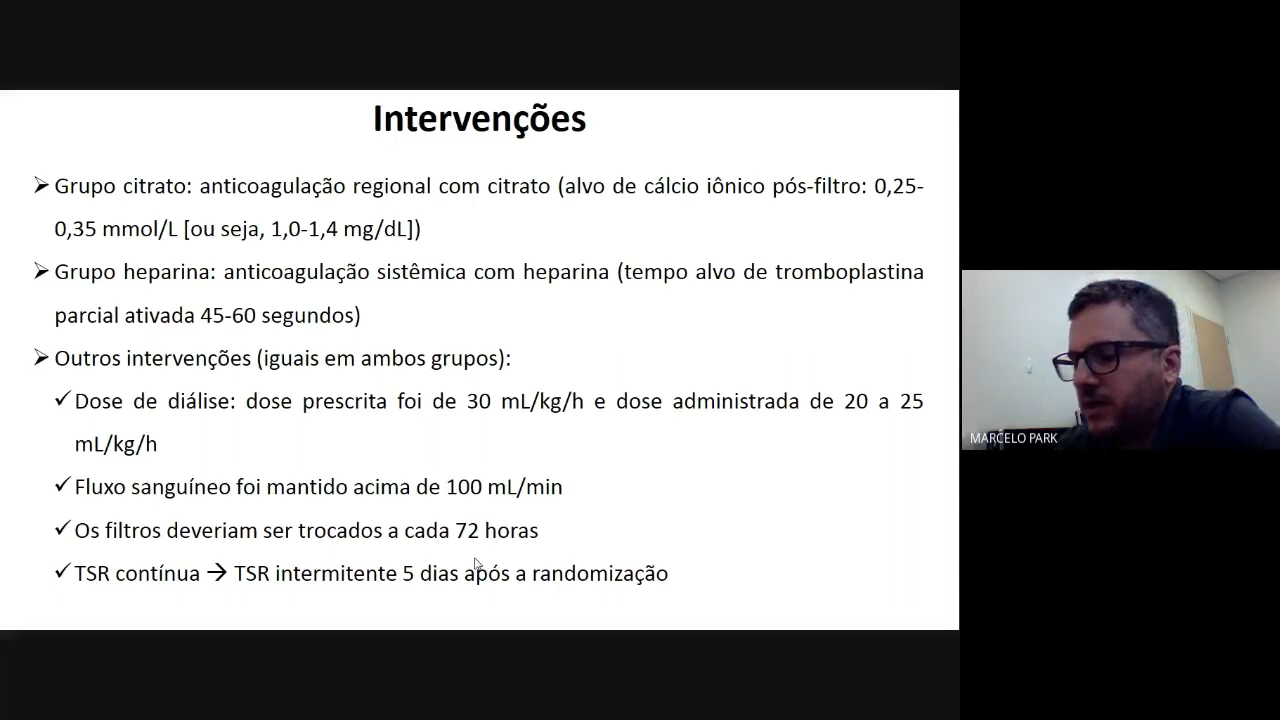 Intervenções
➢ Grupo citrato: anticoagulação regional com citrato (alvo de cálcio iônico pós-filtro: 0,25-
0,35 mmol/L [ou seja, 1,0-1,4 mg/dL])
➢ Grupo heparina: anticoagulação sistêmica com heparina (tempo alvo de tromboplastina
parcial ativada 45-60 segundos)
➢ Outros intervenções (iguais em ambos grupos):
✓ Dose de diálise: dose prescrita foi de 30 mL/kg/h e dose administrada de 20 a 25
mL/kg/h
✓ Fluxo sanguíneo foi mantido acima de 100 mL/min
✓ Os filtros deveriam ser trocados a cada 72 horas
✓ TSR contínua → TSR intermitente 5 dias após a randomização
MARCELO PARK